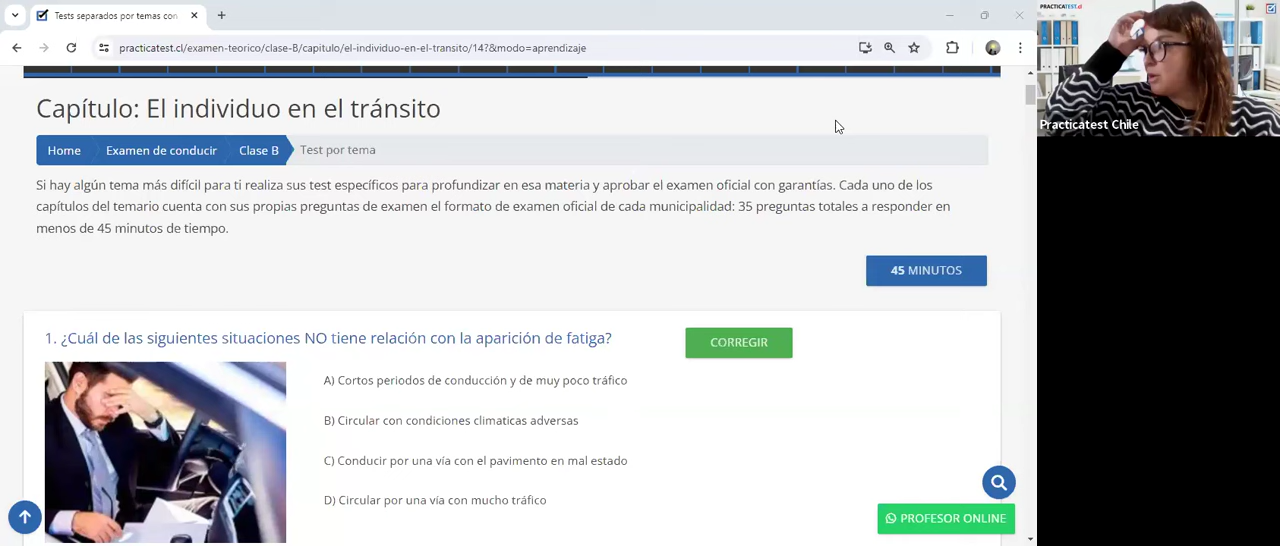 Tests separados por temas con
practicatest.cl/examen-teorico/clase-B/capitulo/el-individuo-en-el-transito/147&modo=aprendizaje
PRACTICATEST.cl
Practicatest Chile
Capítulo: El individuo en el tránsito
Home Examen de conducir Clase B Test por tema
Si hay algún tema más difícil para ti realiza sus test específicos para profundizar en esa materia y aprobar el examen oficial con garantías. Cada uno de los
capítulos del temario cuenta con sus propias preguntas de examen el formato de examen oficial de cada municipalidad: 35 preguntas totales a responder en
menos de 45 minutos de tiempo.
45 MINUTOS
1. ¿Cuál de las siguientes situaciones NO tiene relación con la aparición de fatiga?
CORREGIR
A) Cortos periodos de conducción y de muy poco tráfico
B) Circular con condiciones climaticas adversas
C) Conducir por una vía con el pavimento en mal estado
D) Circular por una vía con mucho tráfico
PROFESOR ONLINE